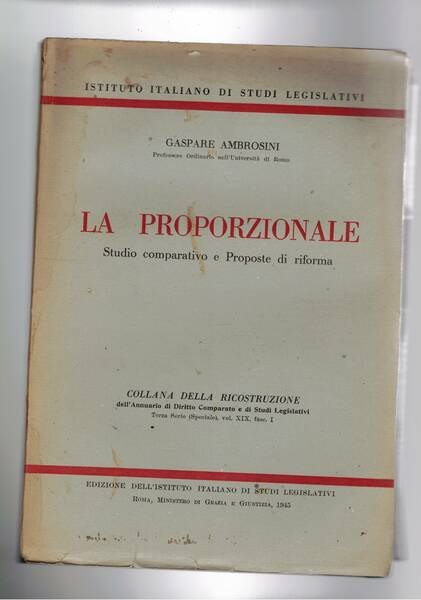 ISTITUTO ITALIANO DI STUDI LEGISLATIVI
GASPARE AMBROSINI
Professore Ordinario nell'Università di Roma
LA PROPORZIONALE
Studio comparativo e Proposte di riforma
COLLANA DELLA RICOSTRUZIONE
dell'Annuario di Diritto Comparato e di Studi Legislativi
Terza Serie (Speciale), vol. XIX, fasc. I
EDIZIONE DELL'ISTITUTO ITALIANO DI STUDI LEGISLATIVI
ROMA, MINISTERO DI GRAZIA E GIUSTIZIA, 1945